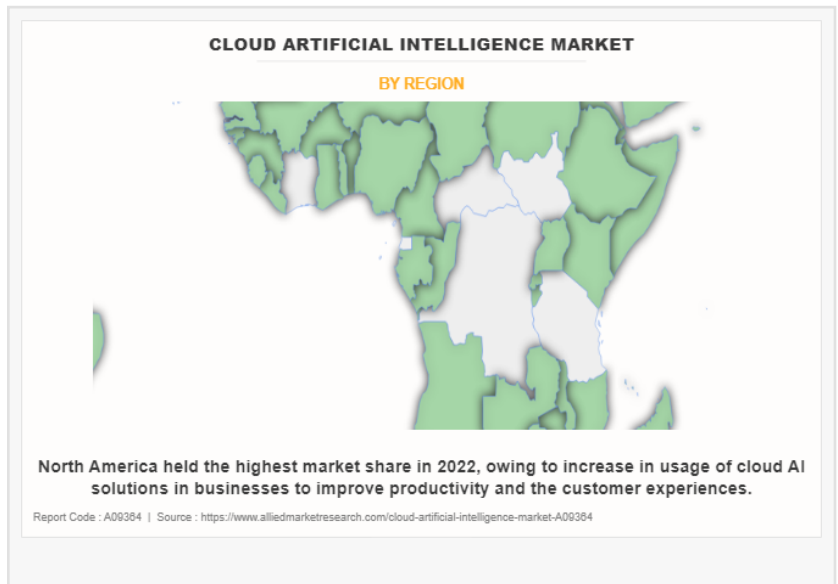 CLOUD ARTIFICIAL INTELLIGENCE MARKET
BY REGION
North America held the highest market share in 2022, owing to increase in usage of cloud AI
solutions in businesses to improve productivity and the customer experiences.
Report Code : A09364 | Source : https://www.alliedmarketresearch.com/cloud-artificial-intelligence-market-A09364